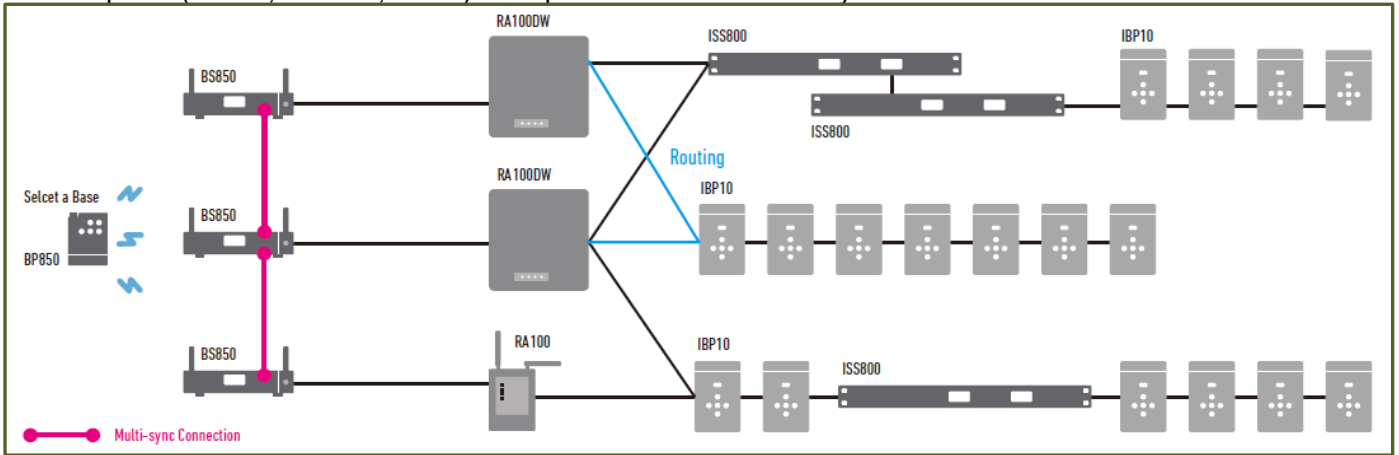 RA100DW
ISS800
IBP10
BS850
ISS800
Routing
RA100DW
IBP10
Selcet a Base
BS850
BP850
RA100
IBP10
BS850
ISS800
Multi-sync Connection